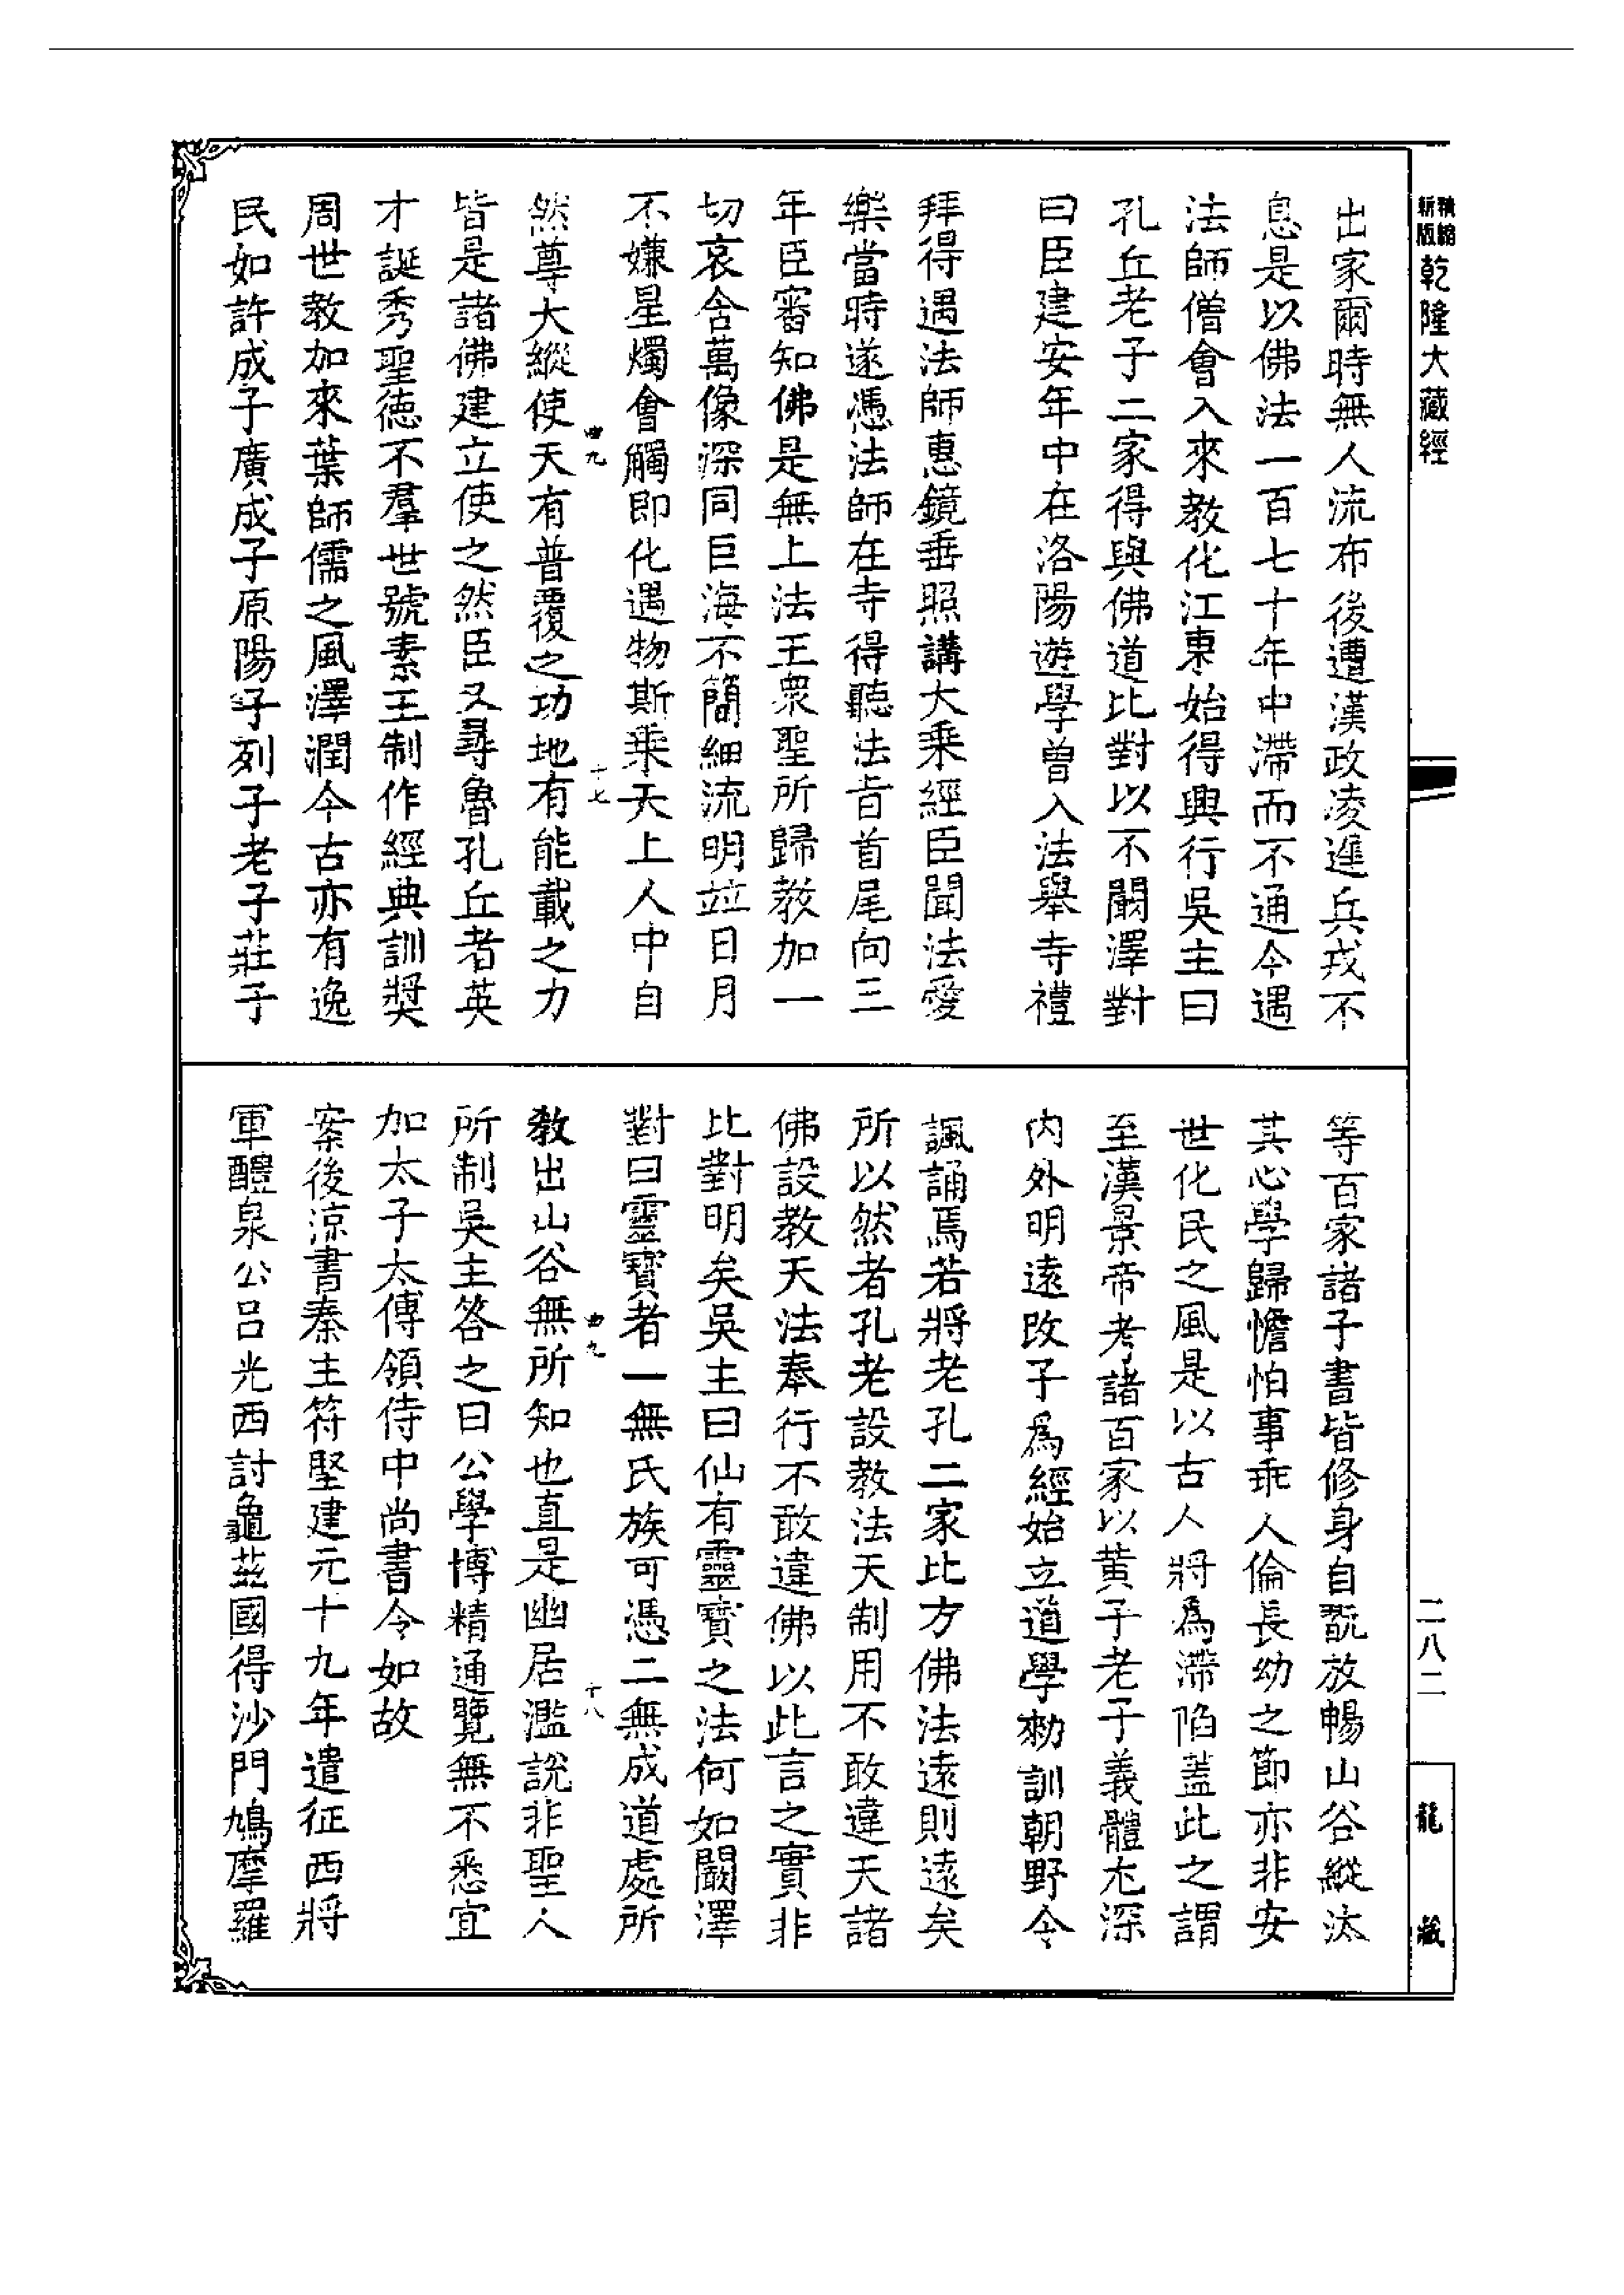 精縮
新版
乾隆大藏經
出家爾時無人流布後遭漢政凌進兵戎不
息是以佛法一百七十年中滯而不通今遇
法師僧會入來教化江東始得興行吳主曰
孔丘老子二家得與佛道比對以不闞澤對
曰臣建安年中在洛陽遊學曽入法舉寺禮
拜得遇法師惠鏡垂照講大乗經臣聞法愛
樂當時遂憑法師在寺得聽法音首尾向三
年臣審知佛是無上法王衆聖所歸教加一
切哀含萬像深同巨海不簡細流明竝日月
不嫌星燭會觸即化遇物斯乗天上人中自
然尊大縱使天有普覆之功地有能載之力
皆是諸佛建立使之然臣又尋魯孔丘者英
才誕秀聖徳不羣世號素王制作經典訓獎
周世教加來葉師儒之風澤潤今古亦有逸
民如許成子廣成子原陽子列子老子莊子
曲九
十七
等百家諸子書皆修身自翫放暢山谷縱汰
其心學歸憺怕事乖人倫長幼之節亦非安
世化民之風是以古人將爲滯陷蓋此之謂
至漢景帝考諸百家以黄子老子義體尢深
内外明遠改子爲經始立道學勑訓朝野令
諷誦焉若將老孔二家比方佛法遠則遠矣
所以然者孔老設教法天制用不敢違天諸
佛設教天法奉行不敢違佛以此言之實非
比對明矣吳主曰仙有靈寳之法何如闞澤
對曰靈寳者一無氏族可憑二無成道處所
教出山谷無所知也直是幽居濫說非聖人
所制吳主答之曰公學博精通覽無不悉宜
加太子太傅領侍中尚書令如故
案後涼書秦主符堅建元十九年遣征西將
軍醴泉公呂光西討龜茲國得沙門鳩摩羅
曲九
十八
二八二
龍藏